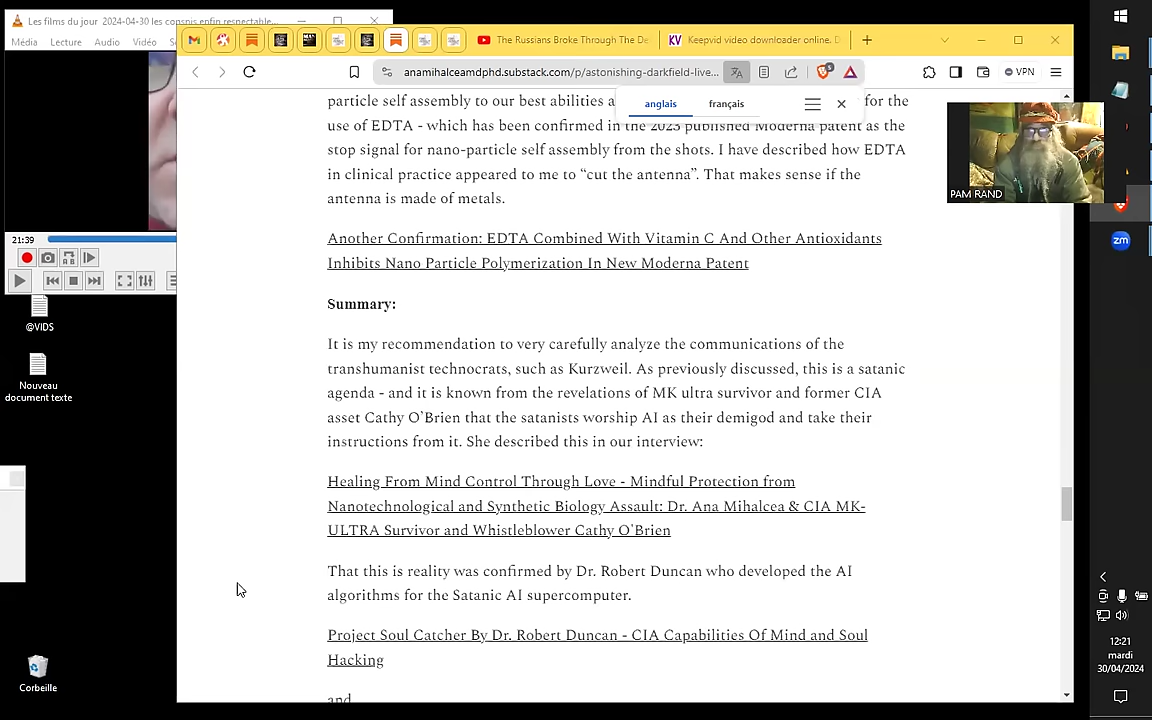 Les films du jour 2024-04-30 les conspis enfin respectable...
Média Lecture Audio Vidéo
21:39
@VIDS
Nouveau
document texte
Corbeille
The Russians Broke Through The De
Keepvid video downloader online. D
anamihalceamdphd.substack.com/p/astonishing-darkfield-live...
VPN
anglais français
particle self assembly to our best abilities a
for the
use of EDTA - which has been confirmed in the 2023 published Moderna patent as the
stop signal for nano-particle self assembly from the shots. I have described how EDTA
in clinical practice appeared to me to “cut the antenna”. That makes sense if the
antenna is made of metals.
Another Confirmation: EDTA Combined With Vitamin C And Other Antioxidants
Inhibits Nano Particle Polymerization In New Moderna Patent
Summary:
It is my recommendation to very carefully analyze the communications of the
transhumanist technocrats, such as Kurzweil. As previously discussed, this is a satanic
agenda - and it is known from the revelations of MK ultra survivor and former CIA
asset Cathy O’Brien that the satanists worship AI as their demigod and take their
instructions from it. She described this in our interview:
Healing From Mind Control Through Love - Mindful Protection from
Nanotechnological and Synthetic Biology Assault: Dr. Ana Mihalcea & CIA MK-
ULTRA Survivor and Whistleblower Cathy O'Brien
That this is reality was confirmed by Dr. Robert Duncan who developed the AI
algorithms for the Satanic AI supercomputer.
Project Soul Catcher By Dr. Robert Duncan - CIA Capabilities Of Mind and Soul
Hacking
and
PAM RAND
zm
12:21
mardi
30/04/2024